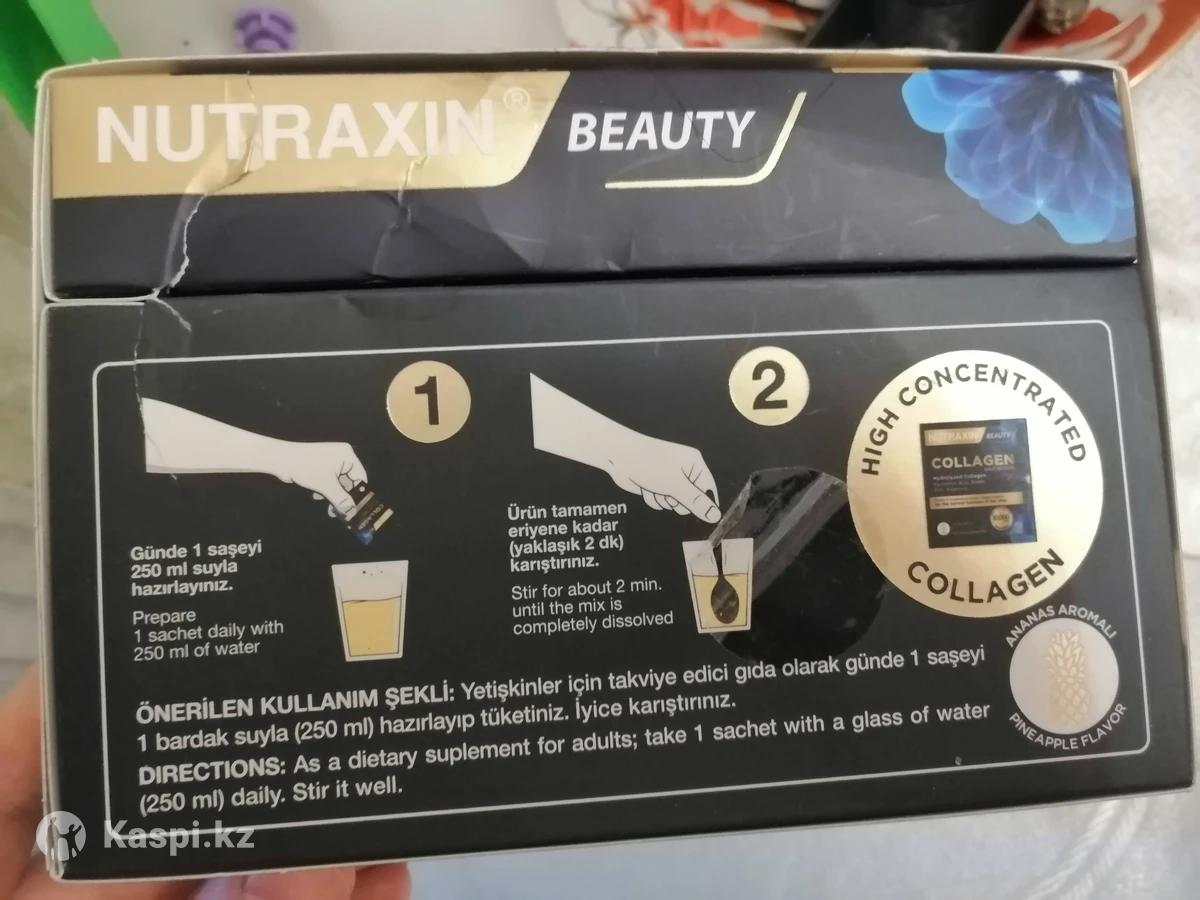 NUTRAXIN®
BEAUTY
1
2
Günde 1 saşeyi
250 ml suyla
hazırlayınız.
Prepare
1 sachet daily with
250 ml of water
COLLAGEN
Ürün tamamen
eriyene kadar
(yaklaşık 2 dk)
karıştırınız.
Stir for about 2 min.
until the mix is
completely dissolved
HIGH CONCENTRATED
NUTRAXIN BEAUTY
COLLAGEN
Hydrolyzed Collagen
COLLAGEN
ANANAS AROMALI
PINEAPPLE FLAVOR
ÖNERİLEN KULLANIM ŞEKLİ: Yetişkinler için takviye edici gıda olarak günde 1 saşeyi
1 bardak suyla (250 ml) hazırlayıp tüketiniz. İyice karıştırınız.
DIRECTIONS: As a dietary suplement for adults; take 1 sachet with a glass of water
(250 ml) daily. Stir it well.
Kaspi.kz